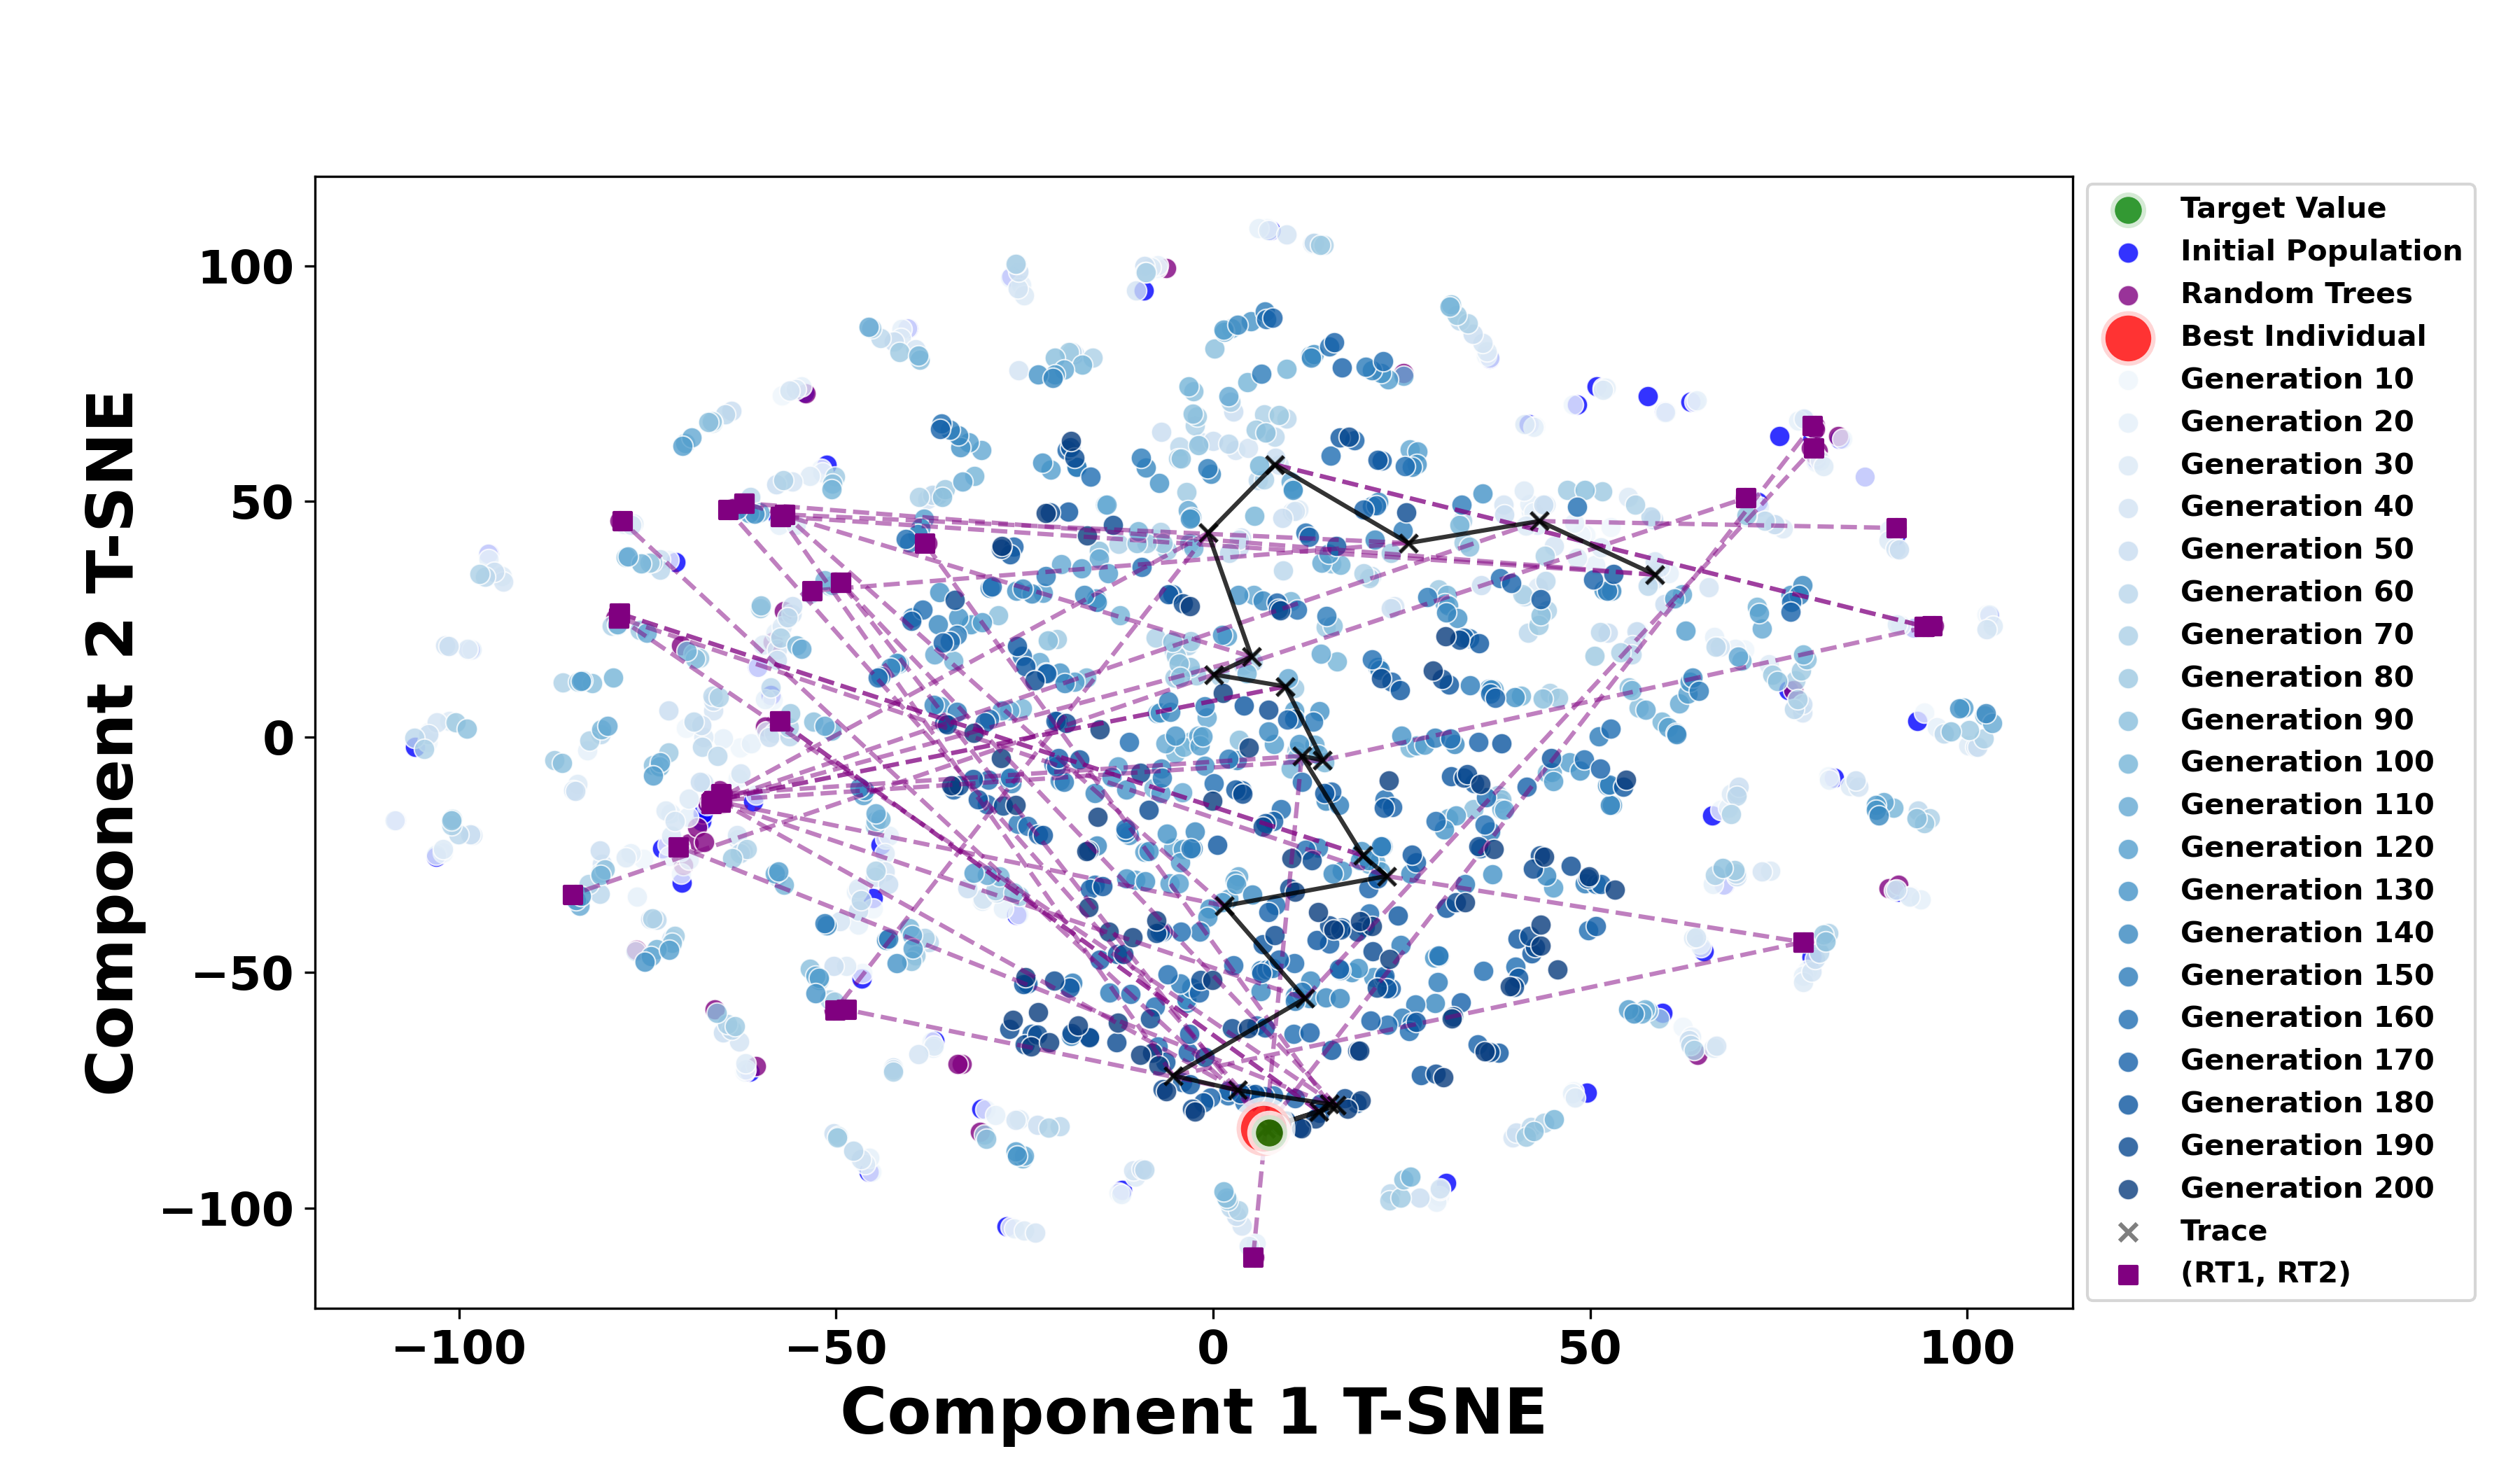 Component 2 T-SNE
100
50
0
−50
−100
−100
−50
0
50
100
Component 1 T-SNE
Target Value
Initial Population
Random Trees
Best Individual
Generation 10
Generation 20
Generation 30
Generation 40
Generation 50
Generation 60
Generation 70
Generation 80
Generation 90
Generation 100
Generation 110
Generation 120
Generation 130
Generation 140
Generation 150
Generation 160
Generation 170
Generation 180
Generation 190
Generation 200
Trace
(RT1, RT2)